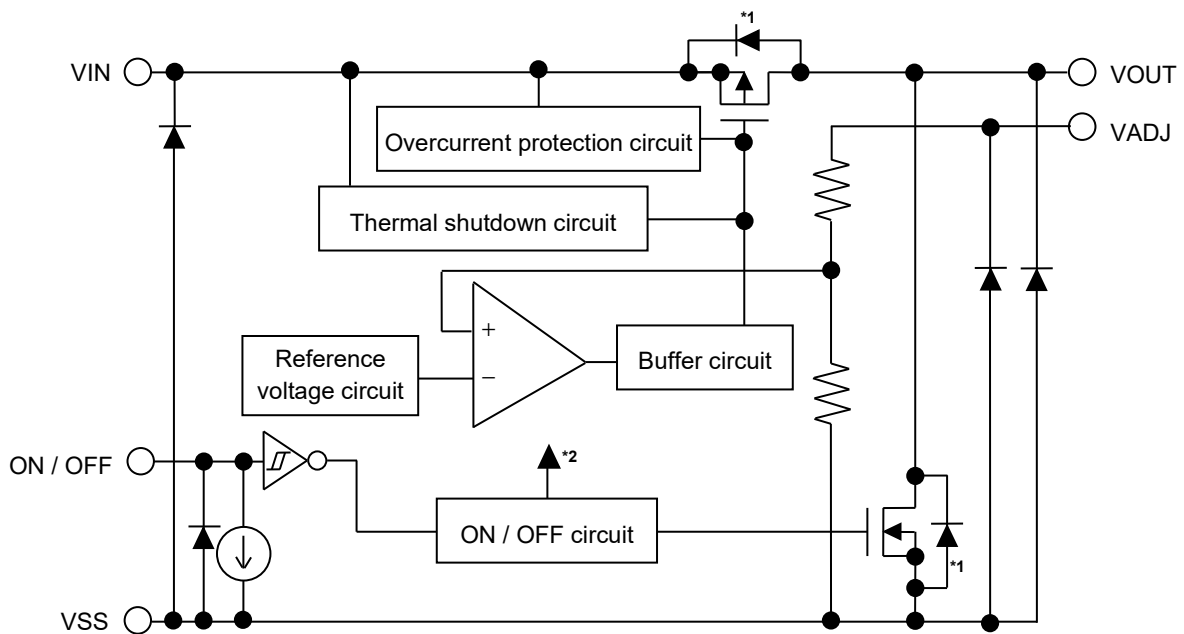 *1
VIN
VOUT
VADJ
Overcurrent protection circuit
Thermal shutdown circuit
+
−
Reference
voltage circuit
Buffer circuit
ON / OFF
*2
ON / OFF circuit
*1
VSS